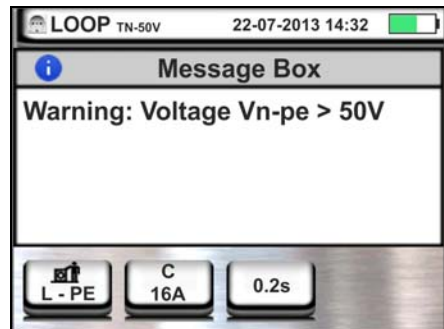 LOOP TN-50V 22-07-2013 14:32
Message Box
Warning: Voltage Vn-pe > 50V
L - PE
C
16A
0.2s